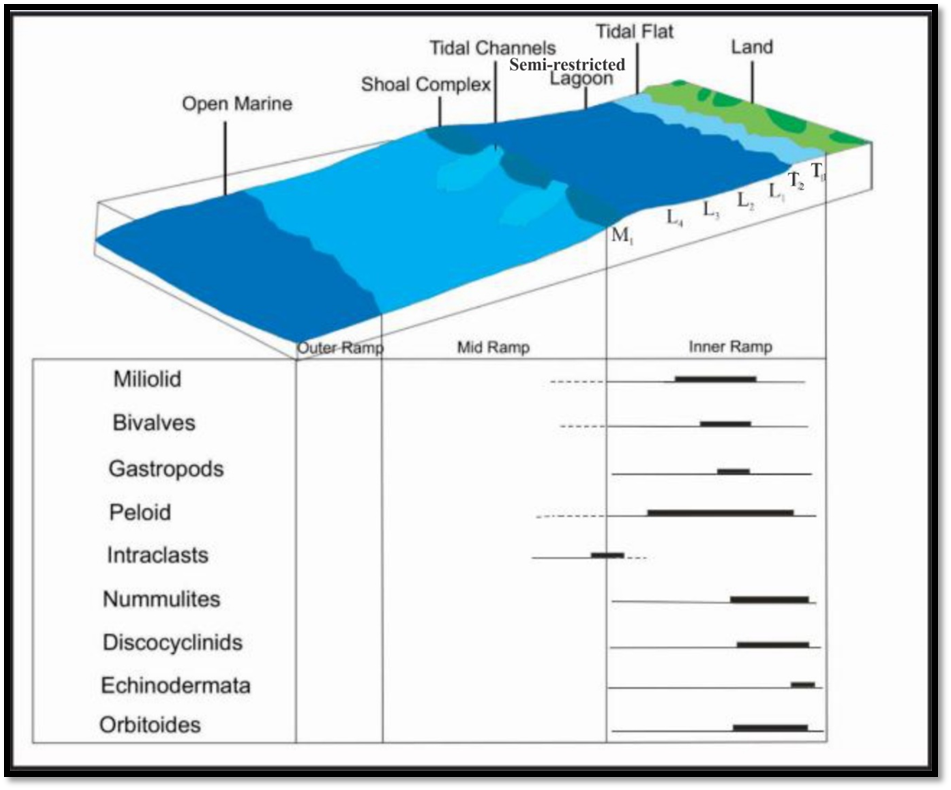 Tidal Flat
Tidal Channels
Land
Semi-restricted
Lagoon
Shoal Complex
Open Marine
M₁ L₄ L₃ L₂ L₁ T₂ T₁
Outer Ramp Mid Ramp Inner Ramp
Miliolid
Bivalves
Gastropods
Peloid
Intraclasts
Nummulites
Discocyclinids
Echinodermata
Orbitoides